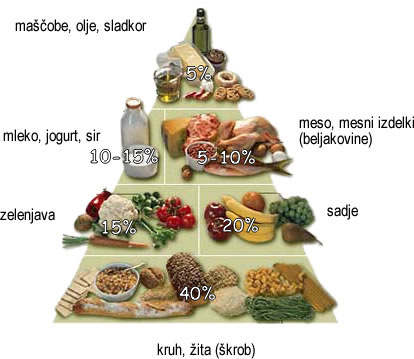 maščobe, olje, sladkor
5%
mleko, jogurt, sir
10-15%
5-10%
meso, mesni izdelki
(beljakovine)
zelenjava
15%
20%
sadje
40%
kruh, žita (škrob)